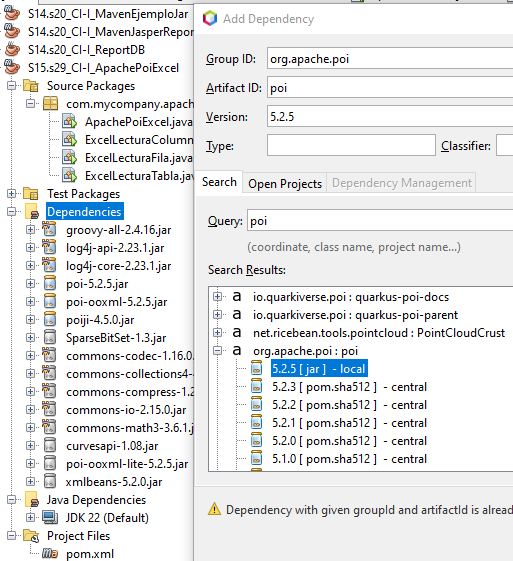 S14.s20_CI-I_MavenEjemploJar
S14.s20_CI-I_MavenJasperRepor
S14.s20_CI-I_ReportDB
S15.s29_CI-I_ApachePoiExcel
Source Packages
com.mycompany.apach
ApachePoiExcel.java
ExcelLecturaColumn
ExcelLecturaFila.java
ExcelLecturaTabla.java
Test Packages
Dependencies
groovy-all-2.4.16.jar
log4j-api-2.23.1.jar
log4j-core-2.23.1.jar
poi-5.2.5.jar
poi-ooxml-5.2.5.jar
poiji-4.5.0.jar
SparseBitSet-1.3.jar
commons-codec-1.16.0.
commons-collections4-
commons-compress-1.2
commons-io-2.15.0.jar
commons-math3-3.6.1.j
curvesapi-1.08.jar
poi-ooxml-lite-5.2.5.jar
xmlbeans-5.2.0.jar
Java Dependencies
JDK 22 (Default)
Project Files
pom.xml
Add Dependency
Group ID: org.apache.poi
Artifact ID: poi
Version: 5.2.5
Type: Classifier:
Search Open Projects Dependency Management
Query: poi
(coordinate, class name, project name...)
Search Results:
io.quarkiverse.poi : quarkus-poi-docs
io.quarkiverse.poi : quarkus-poi-parent
net.ricebean.tools.pointcloud : PointCloudCrust
org.apache.poi : poi
5.2.5 [ jar ] - local
5.2.3 [ pom.sha512 ] - central
5.2.2 [ pom.sha512 ] - central
5.2.1 [ pom.sha512 ] - central
5.2.0 [ pom.sha512 ] - central
5.1.0 [ pom.sha512 ] - central
Dependency with given groupId and artifactId is alread